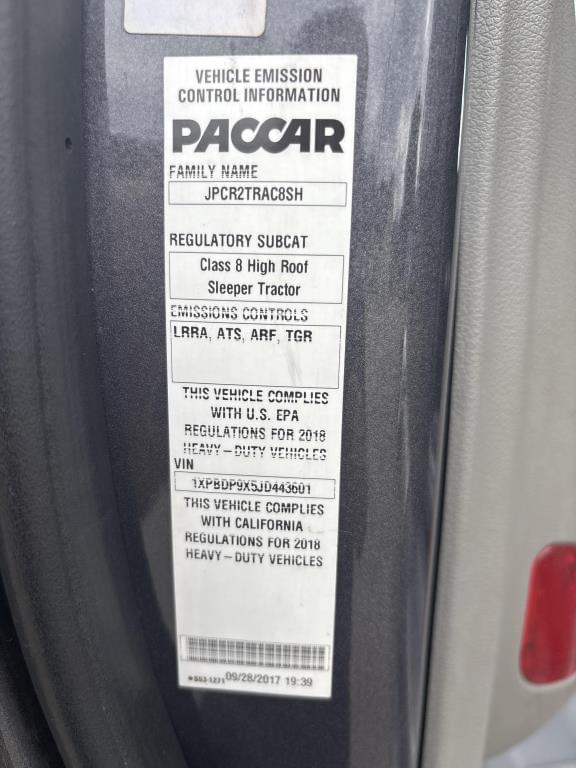 VEHICLE EMISSION
CONTROL INFORMATION
PACCAR
FAMILY NAME
JPCR2TRAC8SH
REGULATORY SUBCAT
Class 8 High Roof
Sleeper Tractor
EMISSIONS CONTROLS
LRRA, ATS, ARF, TGR
THIS VEHICLE COMPLIES
WITH U.S. EPA
REGULATIONS FOR 2018
HEAVY-DUTY VEHICLES
VIN
1XPBDP9X5JD443601
THIS VEHICLE COMPLIES
WITH CALIFORNIA
REGULATIONS FOR 2018
HEAVY-DUTY VEHICLES
*S53-1271 09/28/2017 19:39